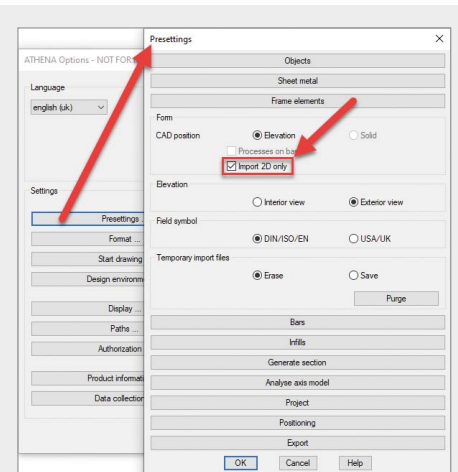 Presettings
ATHENA Options - NOT FOR
Language
english (uk)
Settings
Presettings
Format ...
Start drawing
Design environm
Display ...
Paths ...
Authorization
Product informati
Data collection
Objects
Sheet metal
Frame elements
Form
CAD position
Elevation
Solid
Processes on ba
Import 2D only
Elevation
Interior view
Exterior view
Field symbol
DIN/ISO/EN
USA/UK
Temporary import files
Erase
Save
Purge
Bars
Infills
Generate section
Analyse axis model
Project
Positioning
Export
OK
Cancel
Help